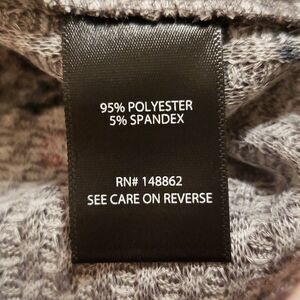 95% POLYESTER
5% SPANDEX
RN# 148862
SEE CARE ON REVERSE